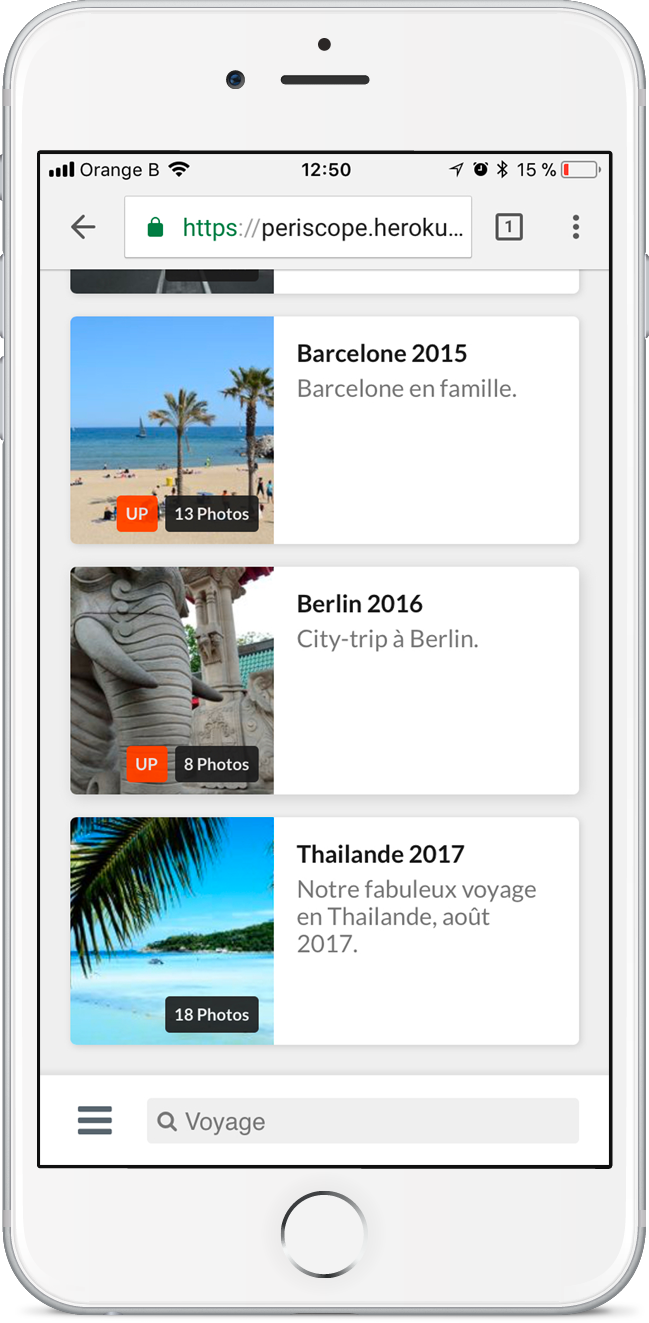 Orange B 12:50 15 %
https://periscope.heroku... 1
Barcelone 2015
Barcelone en famille.
UP 13 Photos
Berlin 2016
City-trip à Berlin.
UP 8 Photos
Thailande 2017
Notre fabuleux voyage
en Thailande, août
2017.
18 Photos
Voyage